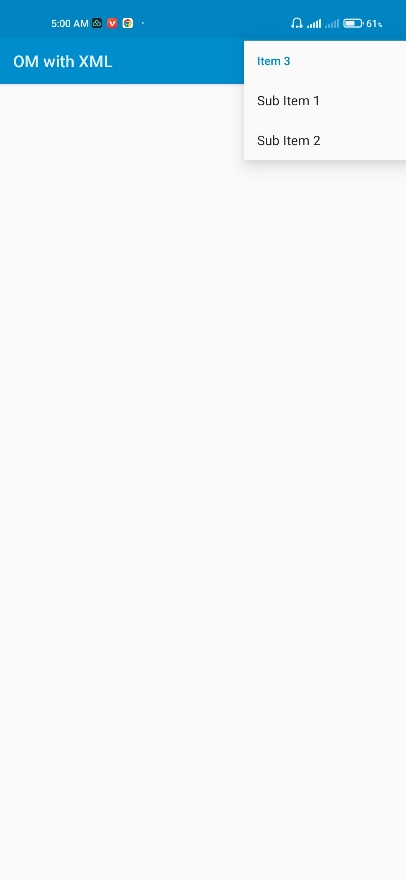 5:00 AM
61%
OM with XML
Item 3
Sub Item 1
Sub Item 2